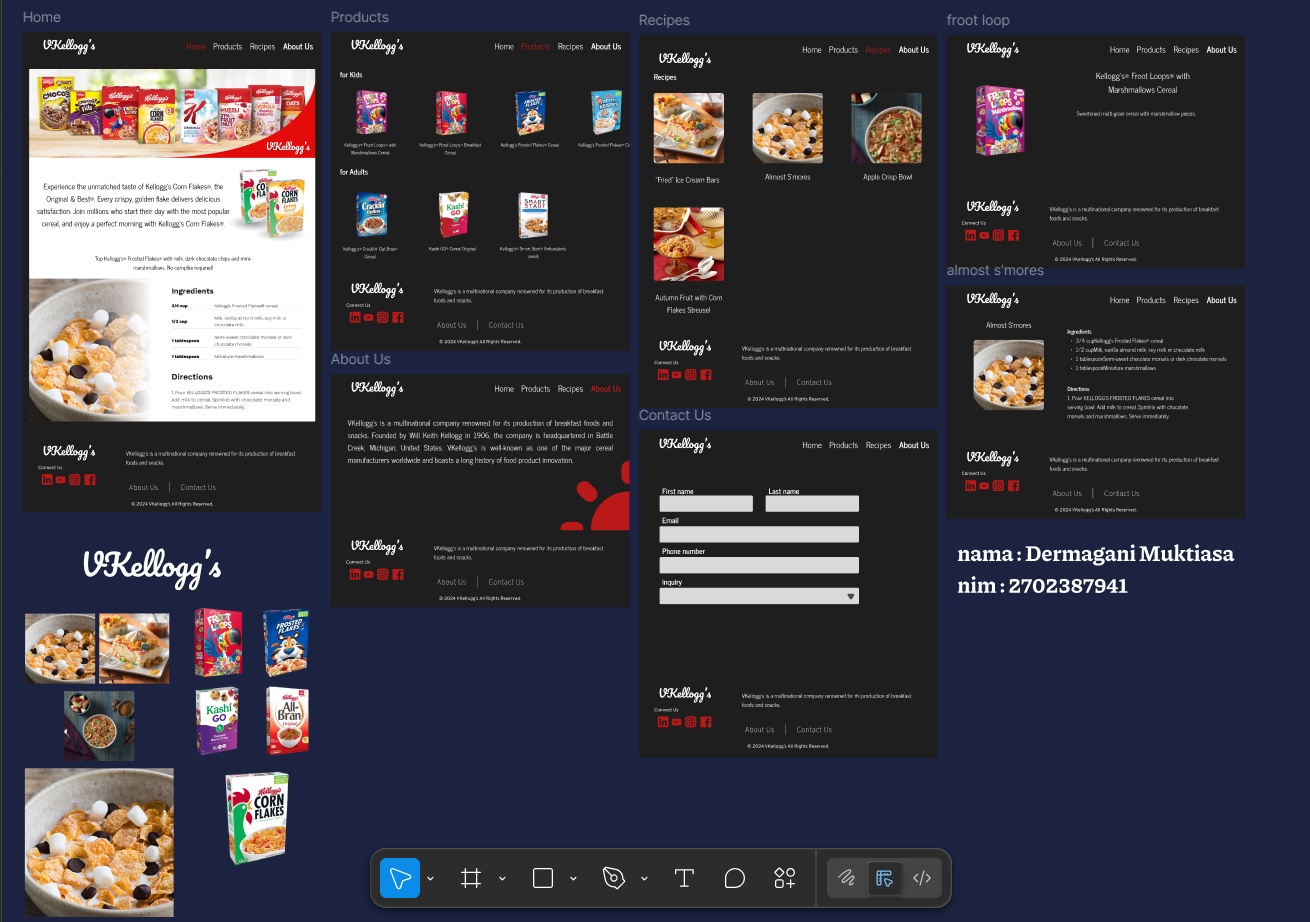 Home
VKellogg's
Home Products Recipes About Us
VKellogg's
Experience the unmatched taste of Kellogg's Corn Flakes®, the
Original & Best®. Every crispy, golden flake delivers delicious
satisfaction. Join millions who start their day with the most popular
cereal, and enjoy a perfect morning with Kellogg's Corn Flakes®.
Top Kellogg's® Frosted Flakes® with milk, dark chocolate chips and mini
marshmallows. No campfire required!
Ingredients
3/4 cup Kellogg's Frosted Flakes® cereal
1/2 cup Milk, vanilla almond milk, soy milk or
chocolate milk
1 tablespoon Semi-sweet chocolate morsels or dark
chocolate morsels
1 tablespoon Miniature marshmallows
Directions
1. Pour KELLOGG'S FROSTED FLAKES cereal into serving bowl.
Add milk to cereal. Sprinkle with chocolate morsels and
marshmallows. Serve immediately.
VKellogg's
Connect Us
VKellogg's is a multinational company renowned for its production of breakfast
foods and snacks.
About Us | Contact Us
© 2024 VKellogg's All Rights Reserved.
VKellogg's
FROOT LOOPS
Kellogg's FROSTED FLAKES
Kashi GO
Kellogg's All-Bran Original
Kellogg's CORN FLAKES
Products
VKellogg's
Home Products Recipes About Us
for Kids
Kellogg's® Froot Loops® with
Marshmallows Cereal
Kellogg's® Froot Loops® Breakfast
Cereal
Kellogg's® Frosted Flakes® Cereal
for Adults
Kellogg's® Cracklin' Oat Bran®
Cereal
Kashi GO® Cereal Original
Kellogg's® Smart Start® Antioxidants
cereal
VKellogg's
Connect Us
VKellogg's is a multinational company renowned for its production of breakfast
foods and snacks.
About Us | Contact Us
© 2024 VKellogg's All Rights Reserved.
About Us
VKellogg's
Home Products Recipes About Us
VKellogg's is a multinational company renowned for its production of breakfast foods and
snacks. Founded by Will Keith Kellogg in 1906, the company is headquartered in Battle
Creek, Michigan, United States. VKellogg's is well-known as one of the major cereal
manufacturers worldwide and boasts a long history of food product innovation.
VKellogg's
Connect Us
VKellogg's is a multinational company renowned for its production of breakfast
foods and snacks.
About Us | Contact Us
© 2024 VKellogg's All Rights Reserved.
Recipes
VKellogg's
Home Products Recipes About Us
Recipes
"Fried" Ice Cream Bars
Almost S'mores
Apple Crisp Bowl
Autumn Fruit with Corn
Flakes Streusel
VKellogg's
Connect Us
VKellogg's is a multinational company renowned for its production of breakfast
foods and snacks.
About Us | Contact Us
© 2024 VKellogg's All Rights Reserved.
Contact Us
VKellogg's
Home Products Recipes About Us
First name Last name
Email
Phone number
Inquiry
VKellogg's
Connect Us
VKellogg's is a multinational company renowned for its production of breakfast
foods and snacks.
About Us | Contact Us
© 2024 VKellogg's All Rights Reserved.
froot loop
VKellogg's
Home Products Recipes About Us
Kellogg's® Froot Loops® with
Marshmallows Cereal
Sweetened multi-grain cereal with marshmallow pieces.
VKellogg's
Connect Us
VKellogg's is a multinational company renowned for its production of breakfast
foods and snacks.
About Us | Contact Us
© 2024 VKellogg's All Rights Reserved.
almost s'mores
VKellogg's
Home Products Recipes About Us
Almost S'mores
Ingredients
• 3/4 cupKellogg's Frosted Flakes® cereal
• 1/2 cupMilk, vanilla almond milk, soy milk or chocolate milk
• 1 tablespoonSemi-sweet chocolate morsels or dark chocolate morsels
• 1 tablespoonMiniature marshmallows
Directions
1. Pour KELLOGG'S FROSTED FLAKES cereal into
serving bowl. Add milk to cereal. Sprinkle with chocolate
morsels and marshmallows. Serve immediately.
VKellogg's
Connect Us
VKellogg's is a multinational company renowned for its production of breakfast
foods and snacks.
About Us | Contact Us
© 2024 VKellogg's All Rights Reserved.
nama : Dermagani Muktiasa
nim : 2702387941